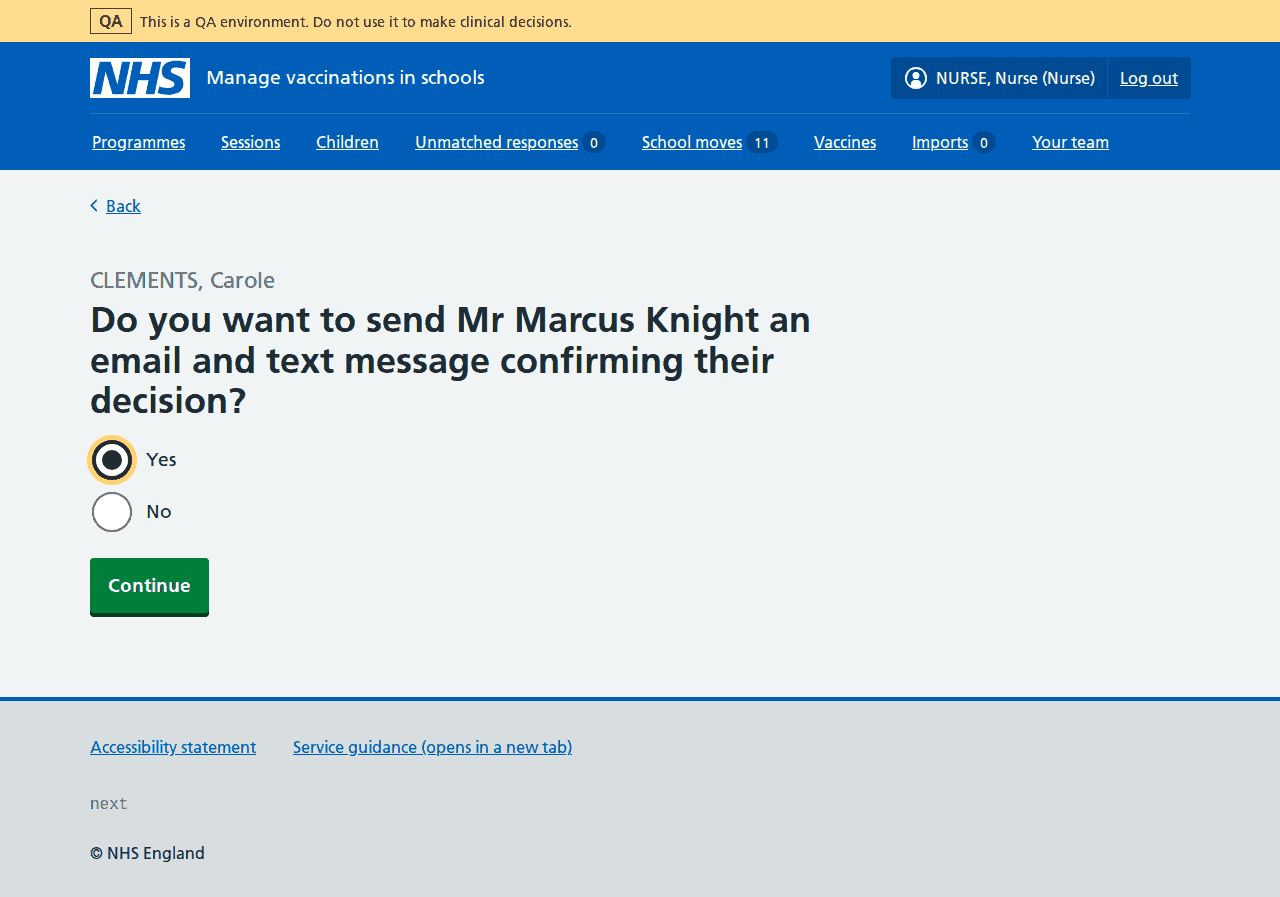 QA This is a QA environment. Do not use it to make clinical decisions.
NHS Manage vaccinations in schools NURSE, Nurse (Nurse) Log out
Programmes Sessions Children Unmatched responses 0 School moves 11 Vaccines Imports 0 Your team
Back
CLEMENTS, Carole
Do you want to send Mr Marcus Knight an
email and text message confirming their
decision?
Yes
No
Continue
Accessibility statement Service guidance (opens in a new tab)
next
© NHS England